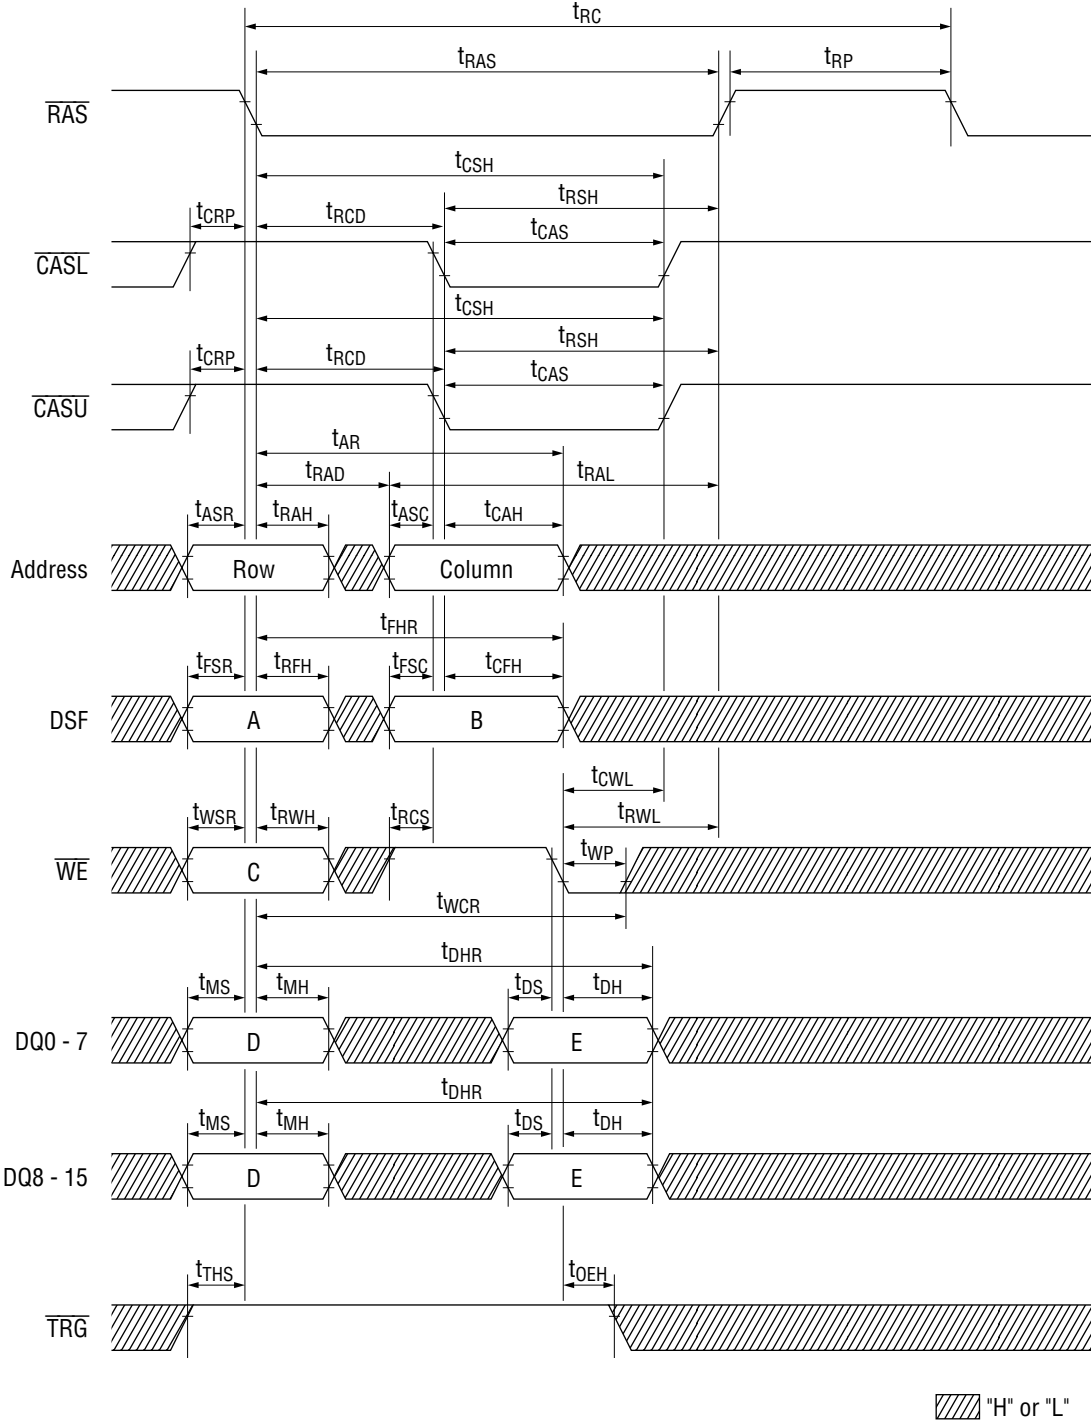 tRC
tRAS
tRP
RAS
tCSH
tRSH
tCRP
tRCD
tCAS
CASL
tCSH
tRSH
tCRP
tRCD
tCAS
CASU
tAR
tRAD
tRAL
tASR
tRAH
tASC
tCAH
Address
Row
Column
tFHR
tFSR
tRFH
tFSC
tCFH
DSF
A
B
tCWL
tWSR
tRWH
tRCS
tRWL
tWP
WE
C
tWCR
tDHR
tMS
tMH
tDS
tDH
DQ0 - 7
D
E
tDHR
tMS
tMH
tDS
tDH
DQ8 - 15
D
E
tTHS
tOEH
TRG
"H" or "L"